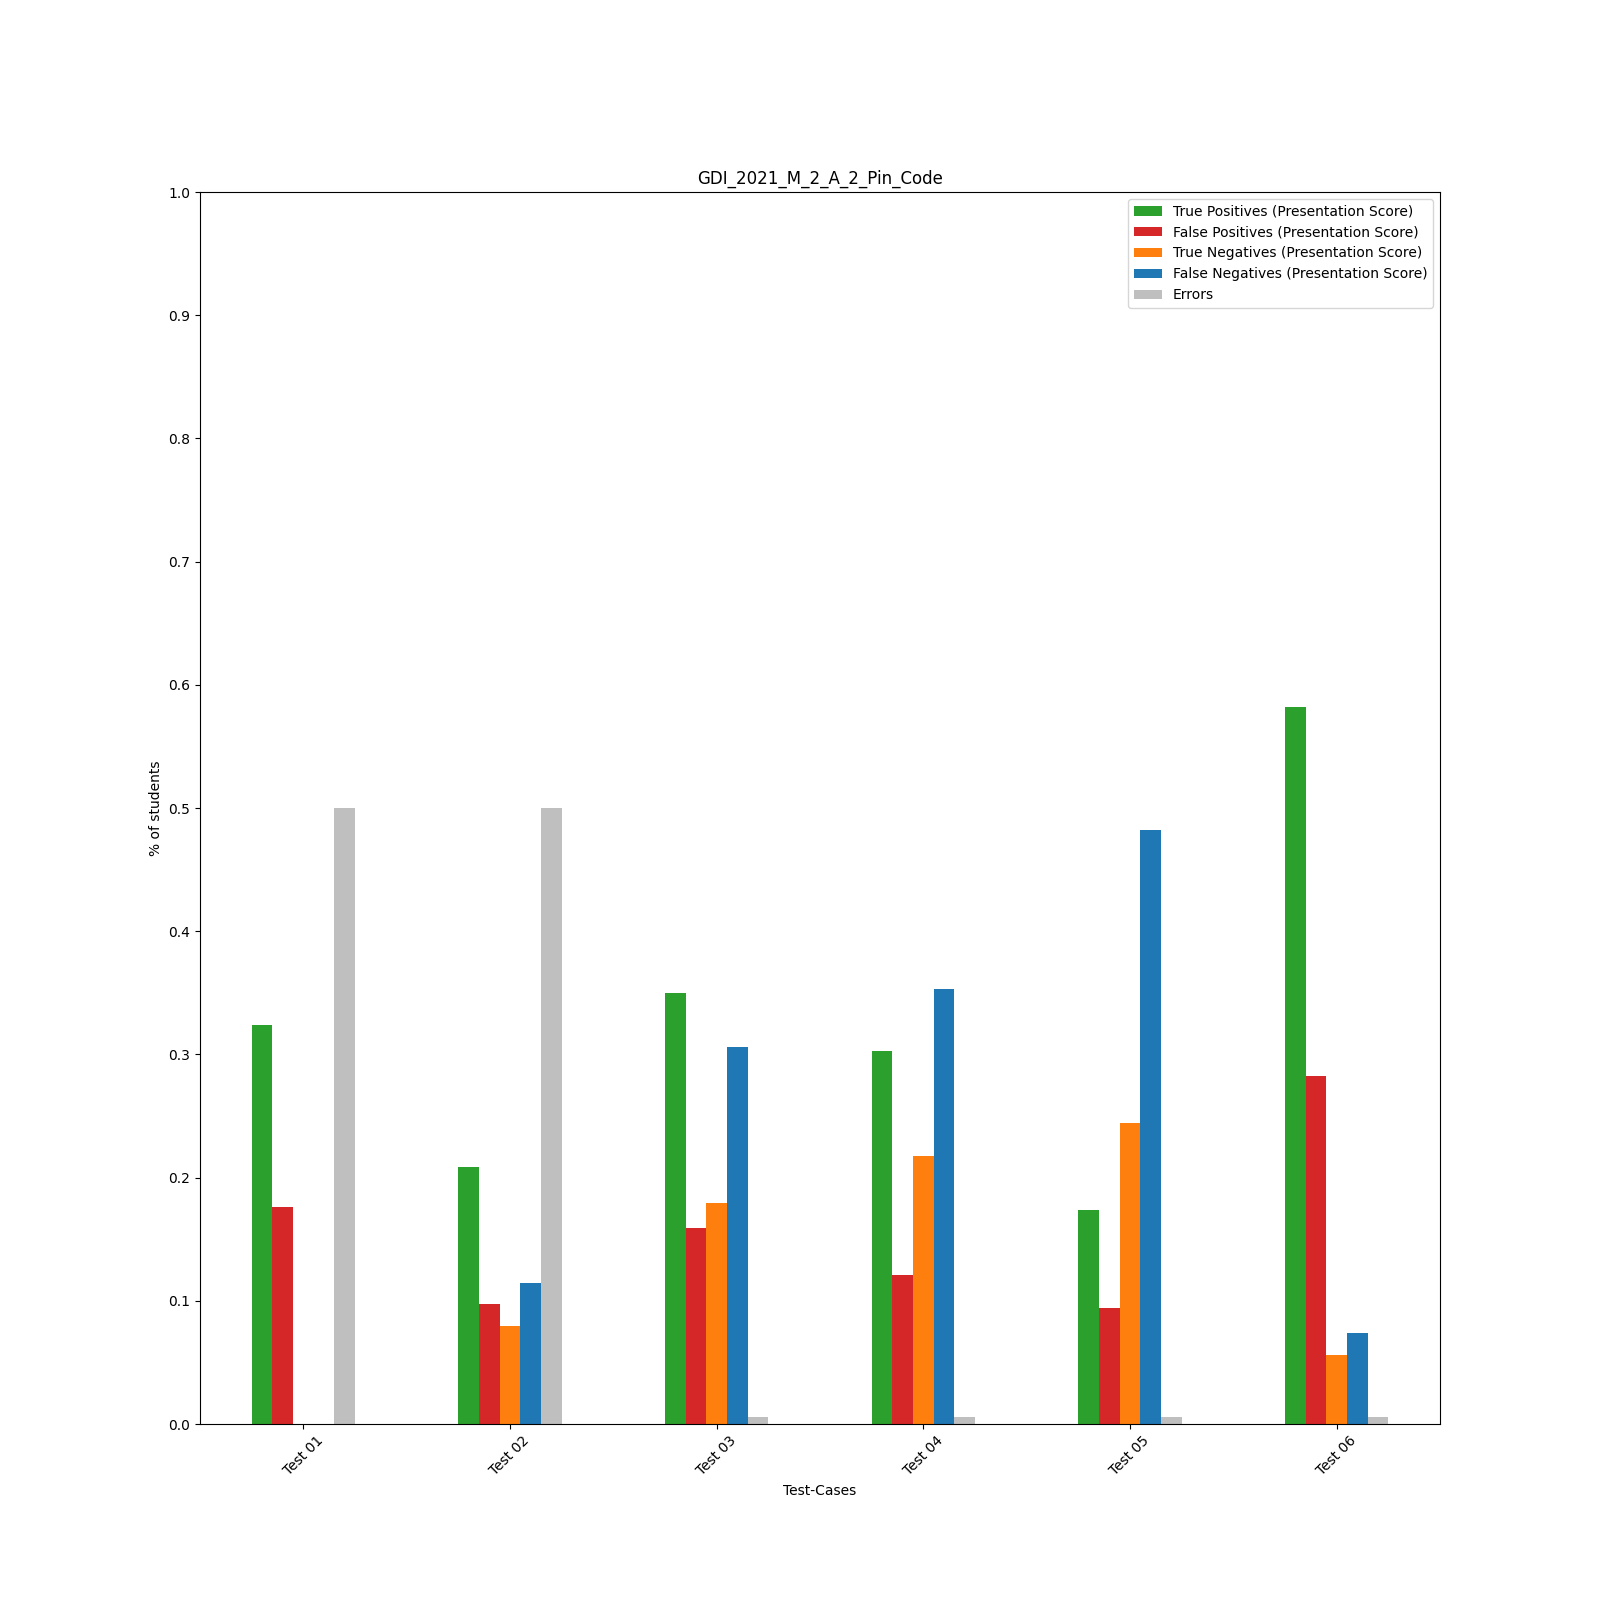 GDI_2021_M_2_A_2_Pin_Code
True Positives (Presentation Score)
False Positives (Presentation Score)
True Negatives (Presentation Score)
False Negatives (Presentation Score)
Errors
1.0
0.9
0.8
0.7
0.6
0.5
0.4
0.3
0.2
0.1
0.0
% of students
Test 01
Test 02
Test 03
Test 04
Test 05
Test 06
Test-Cases